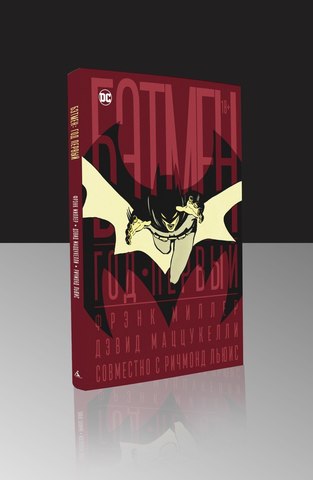 БЭТМЕН: ГОД ПЕРВЫЙ
ФРЭНК МИЛЛЕР • ДЭВИД МАЦЦУКЕЛЛИ • РИЧМОНД ЛЬЮИС
DC
БЭТМЕН
18+
ГОД • ПЕРВЫЙ
ФРЭНК МИЛЛЕР
ДЭВИД МАЦЦУКЕЛЛИ
СОВМЕСТНО С РИЧМОНД ЛЬЮИС